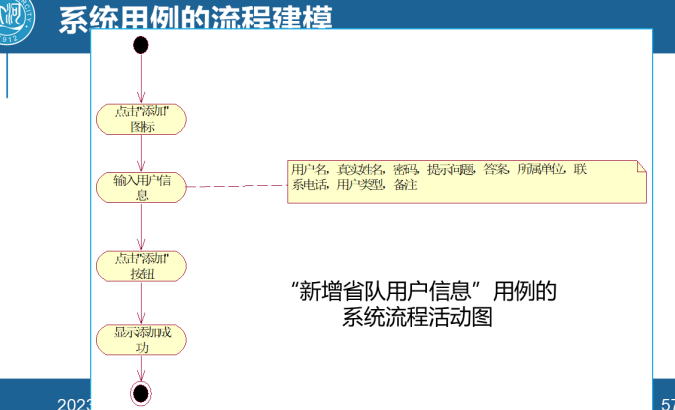 系统用例的流程建模
点击"添加"
图标
输入用户信
息
用户名, 真实姓名, 密码, 提示问题, 答案, 所属单位, 联
系电话, 用户类型, 备注
点击"添加"
按钮
“新增省队用户信息”用例的
系统流程活动图
显示添加成
功
2023
57